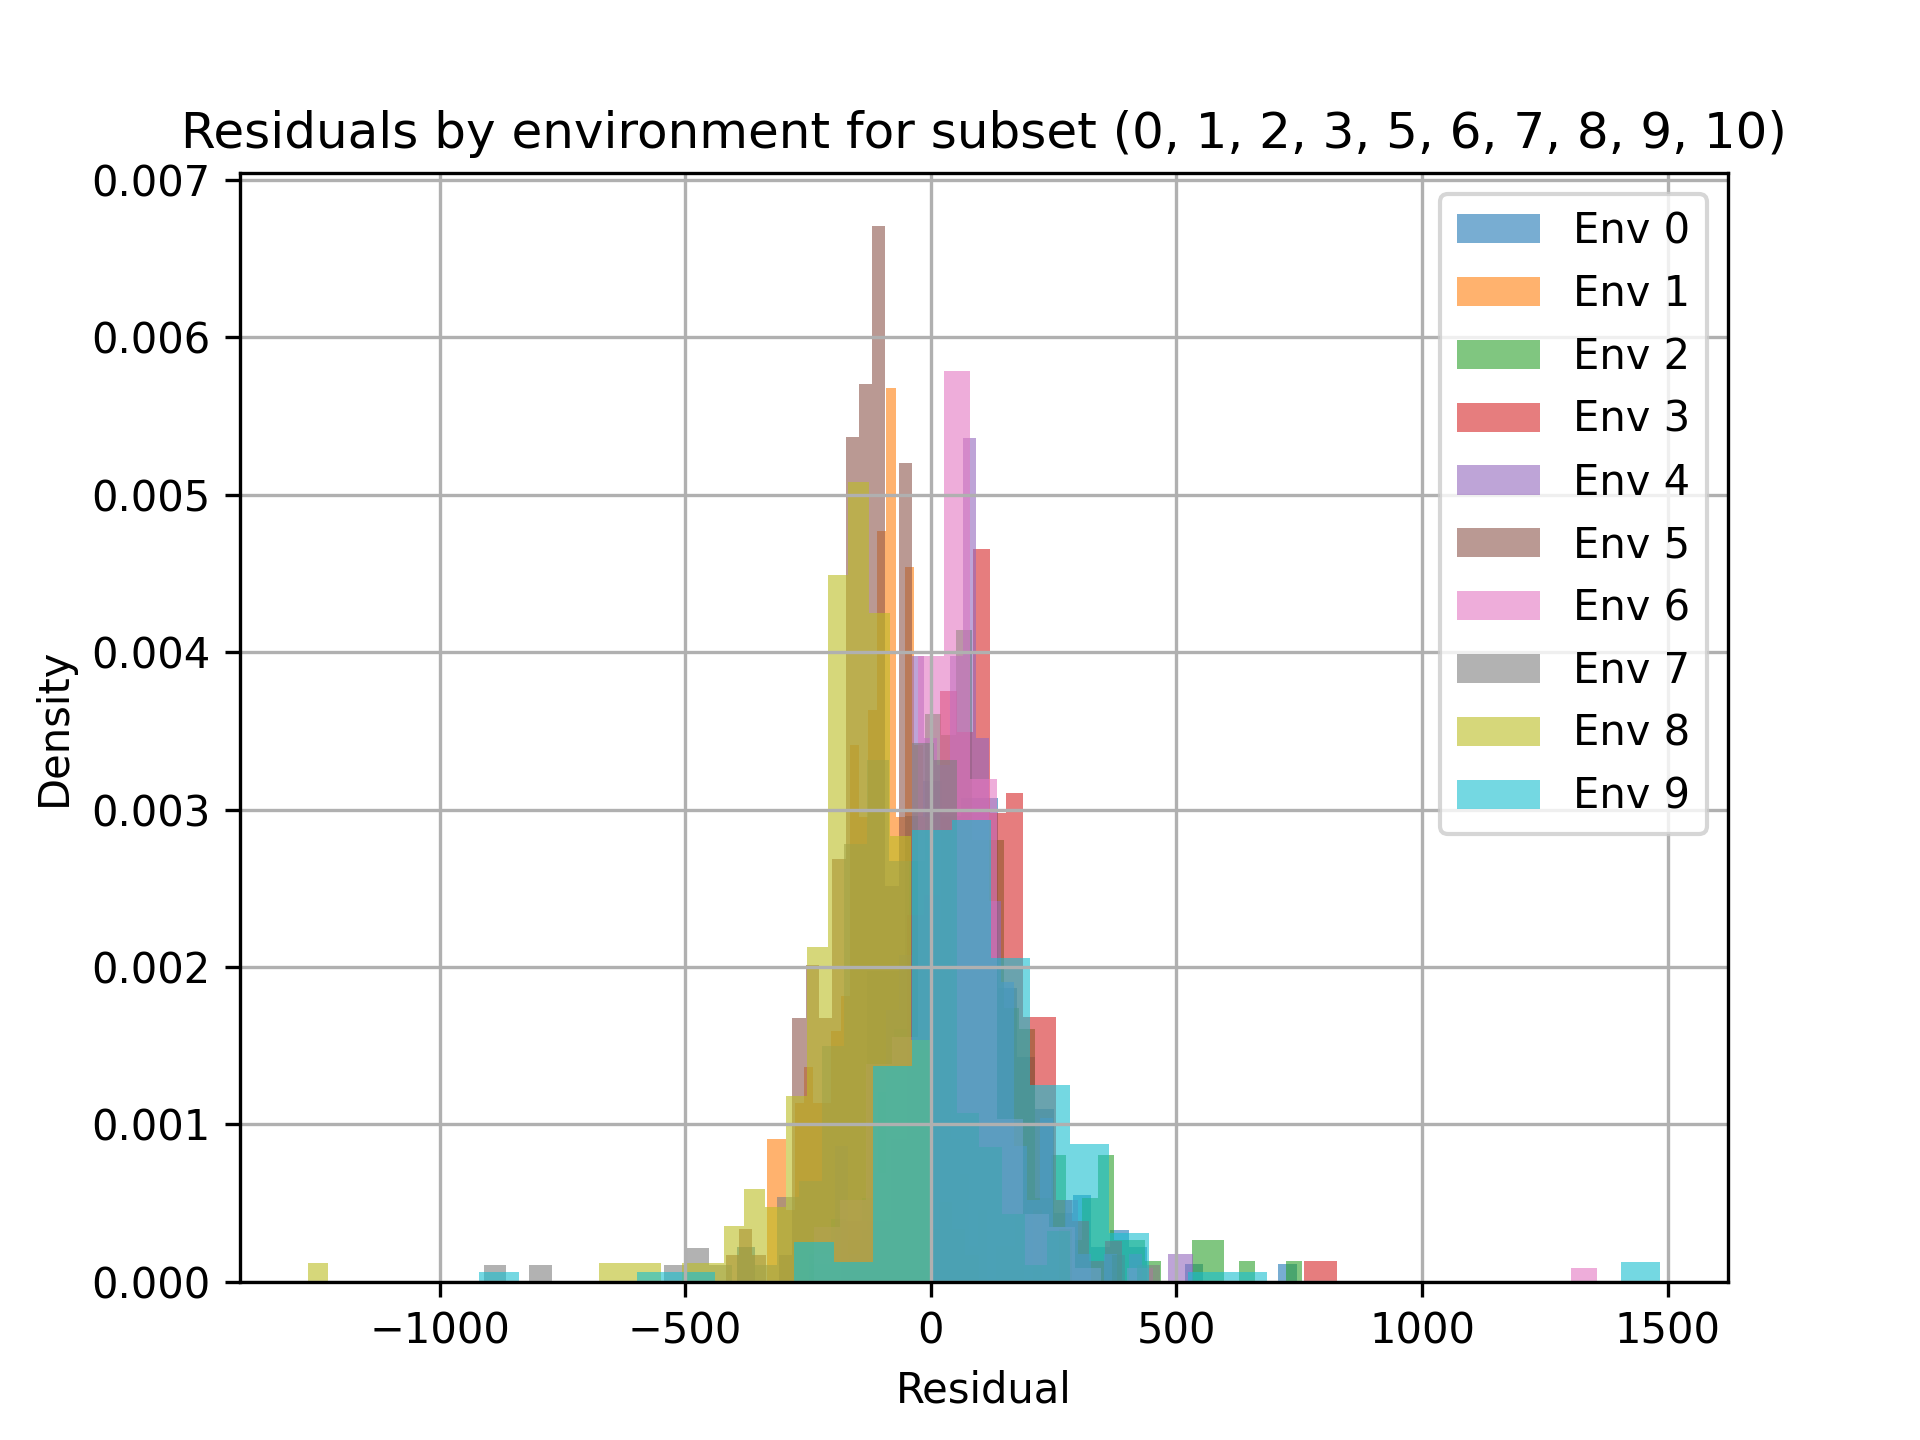 Residuals by environment for subset (0, 1, 2, 3, 5, 6, 7, 8, 9, 10)
0.007
0.006
0.005
0.004
0.003
0.002
0.001
0.000
Density
Env 0
Env 1
Env 2
Env 3
Env 4
Env 5
Env 6
Env 7
Env 8
Env 9
−1000 −500 0 500 1000 1500
Residual